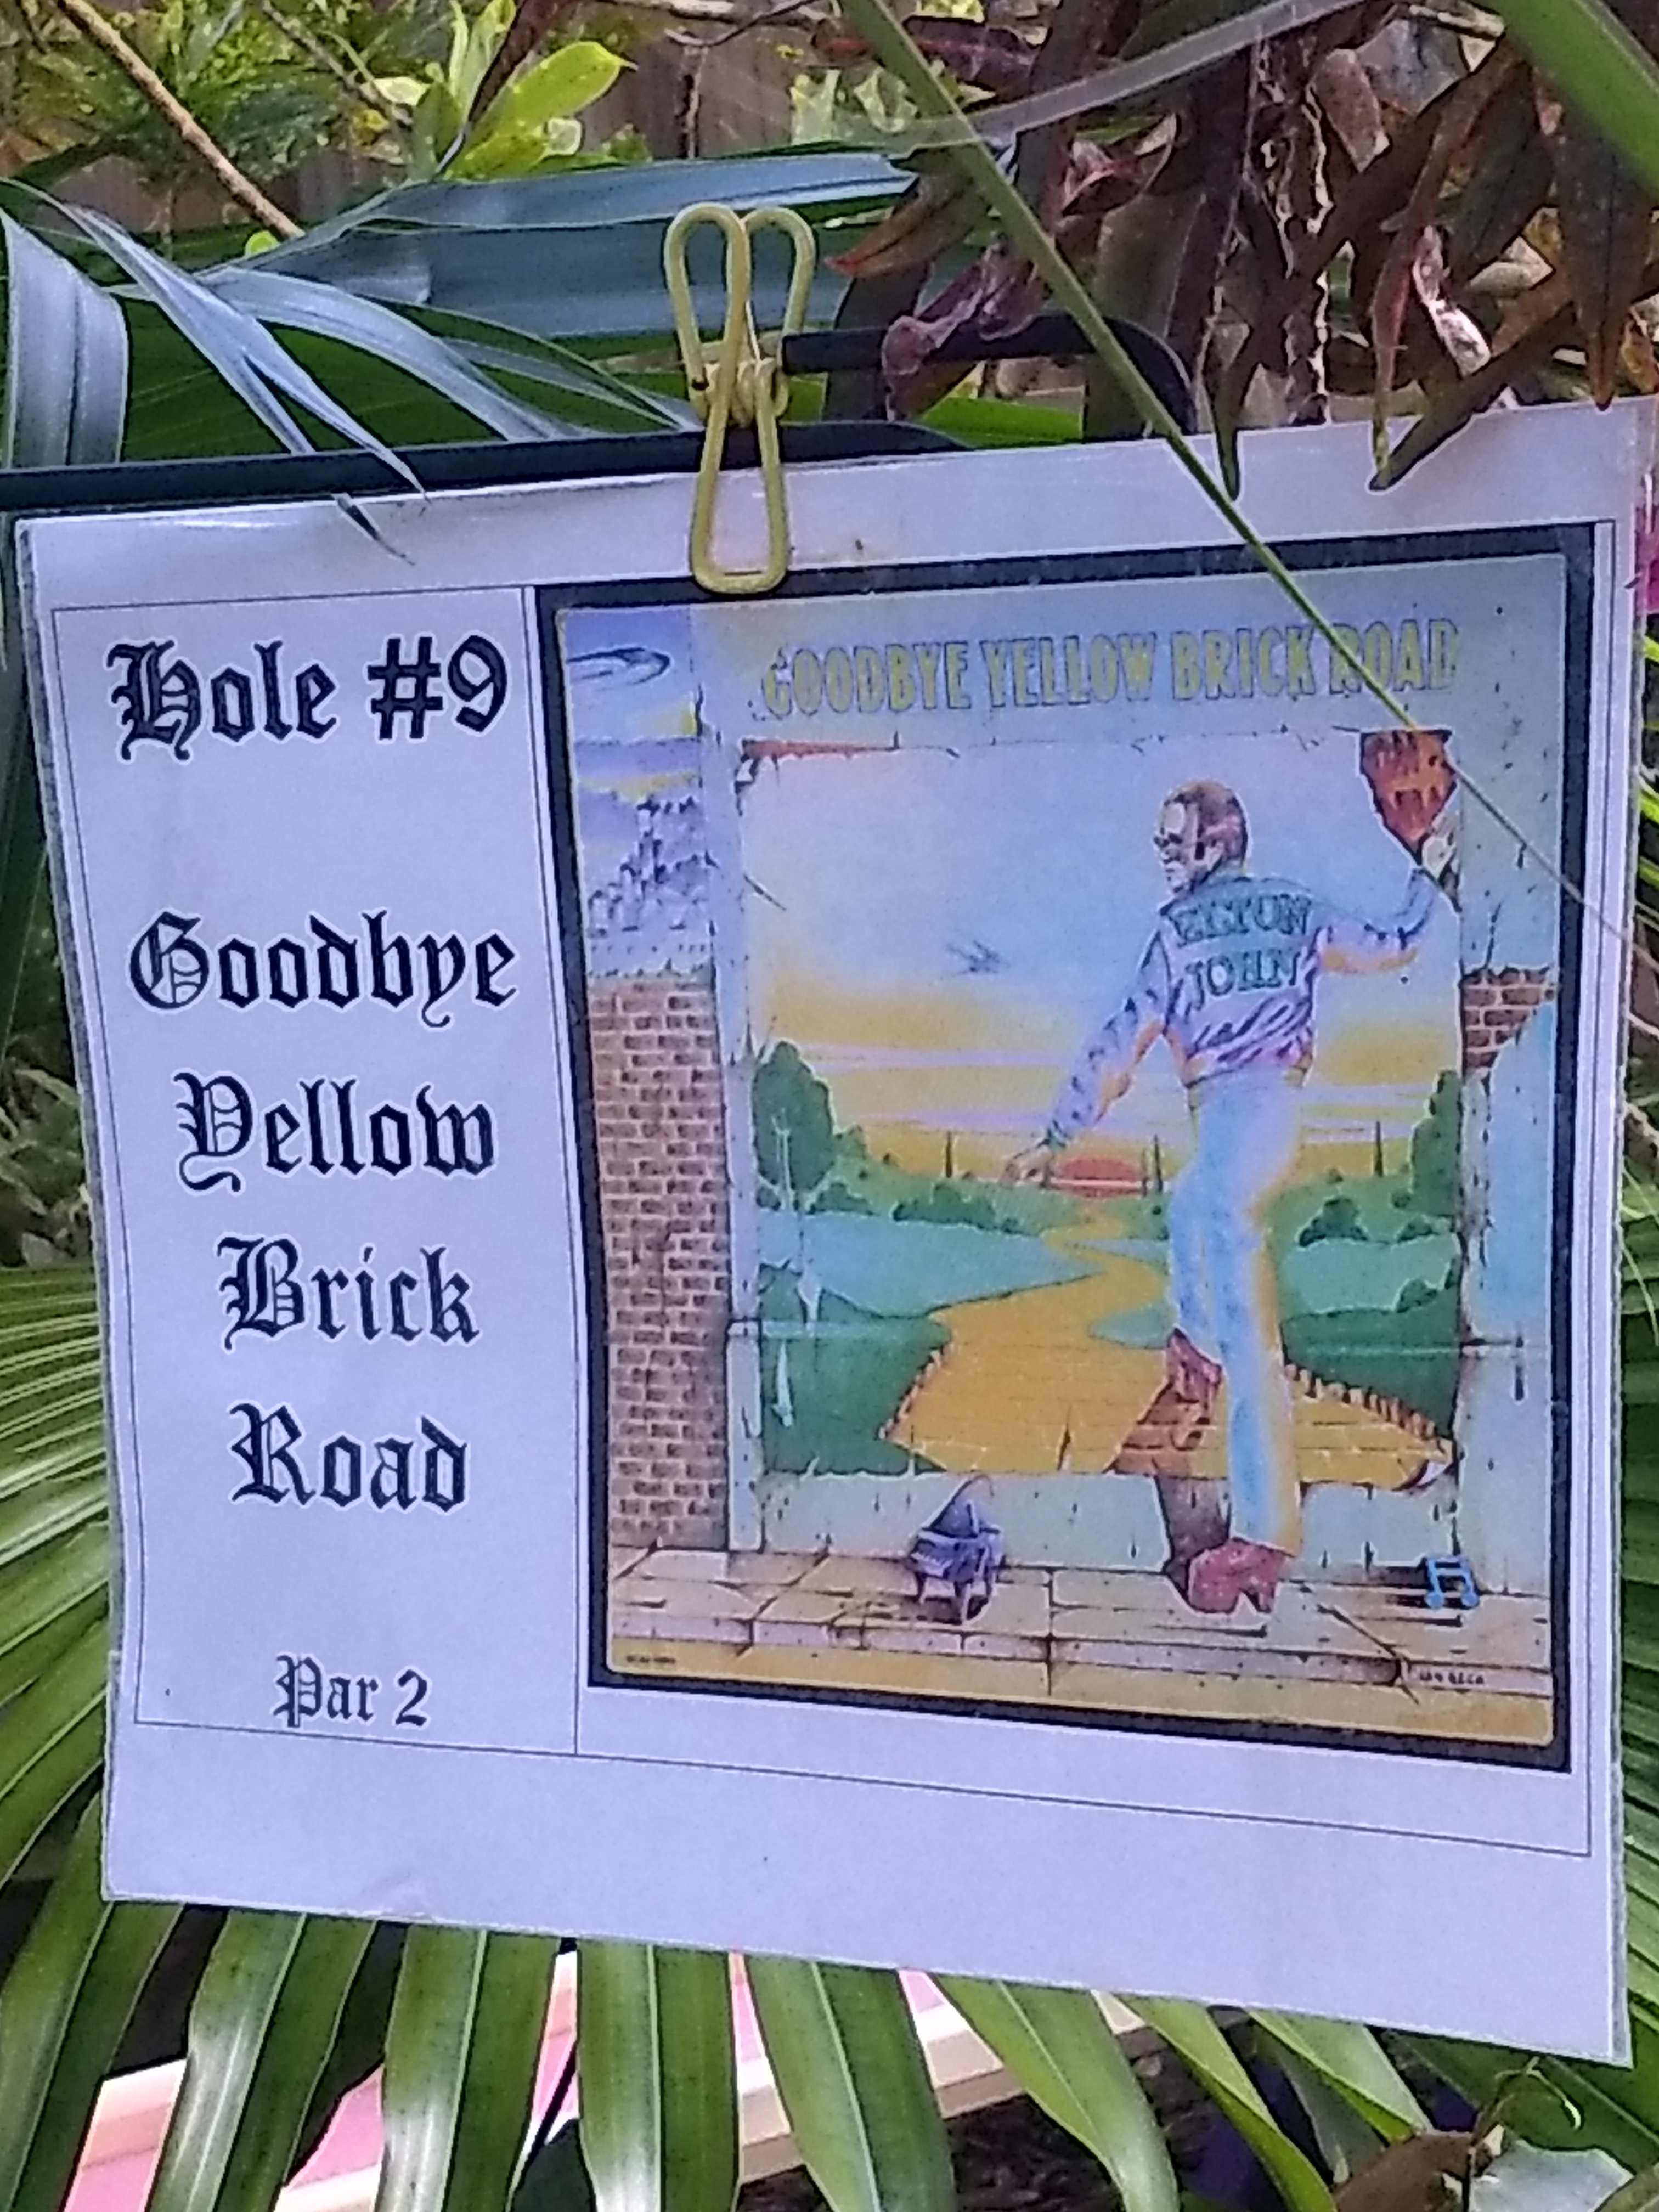 Hole #9
Goodbye
Yellow
Brick
Road
Par 2
GOODBYE YELLOW BRICK ROAD
ELTON
JOHN